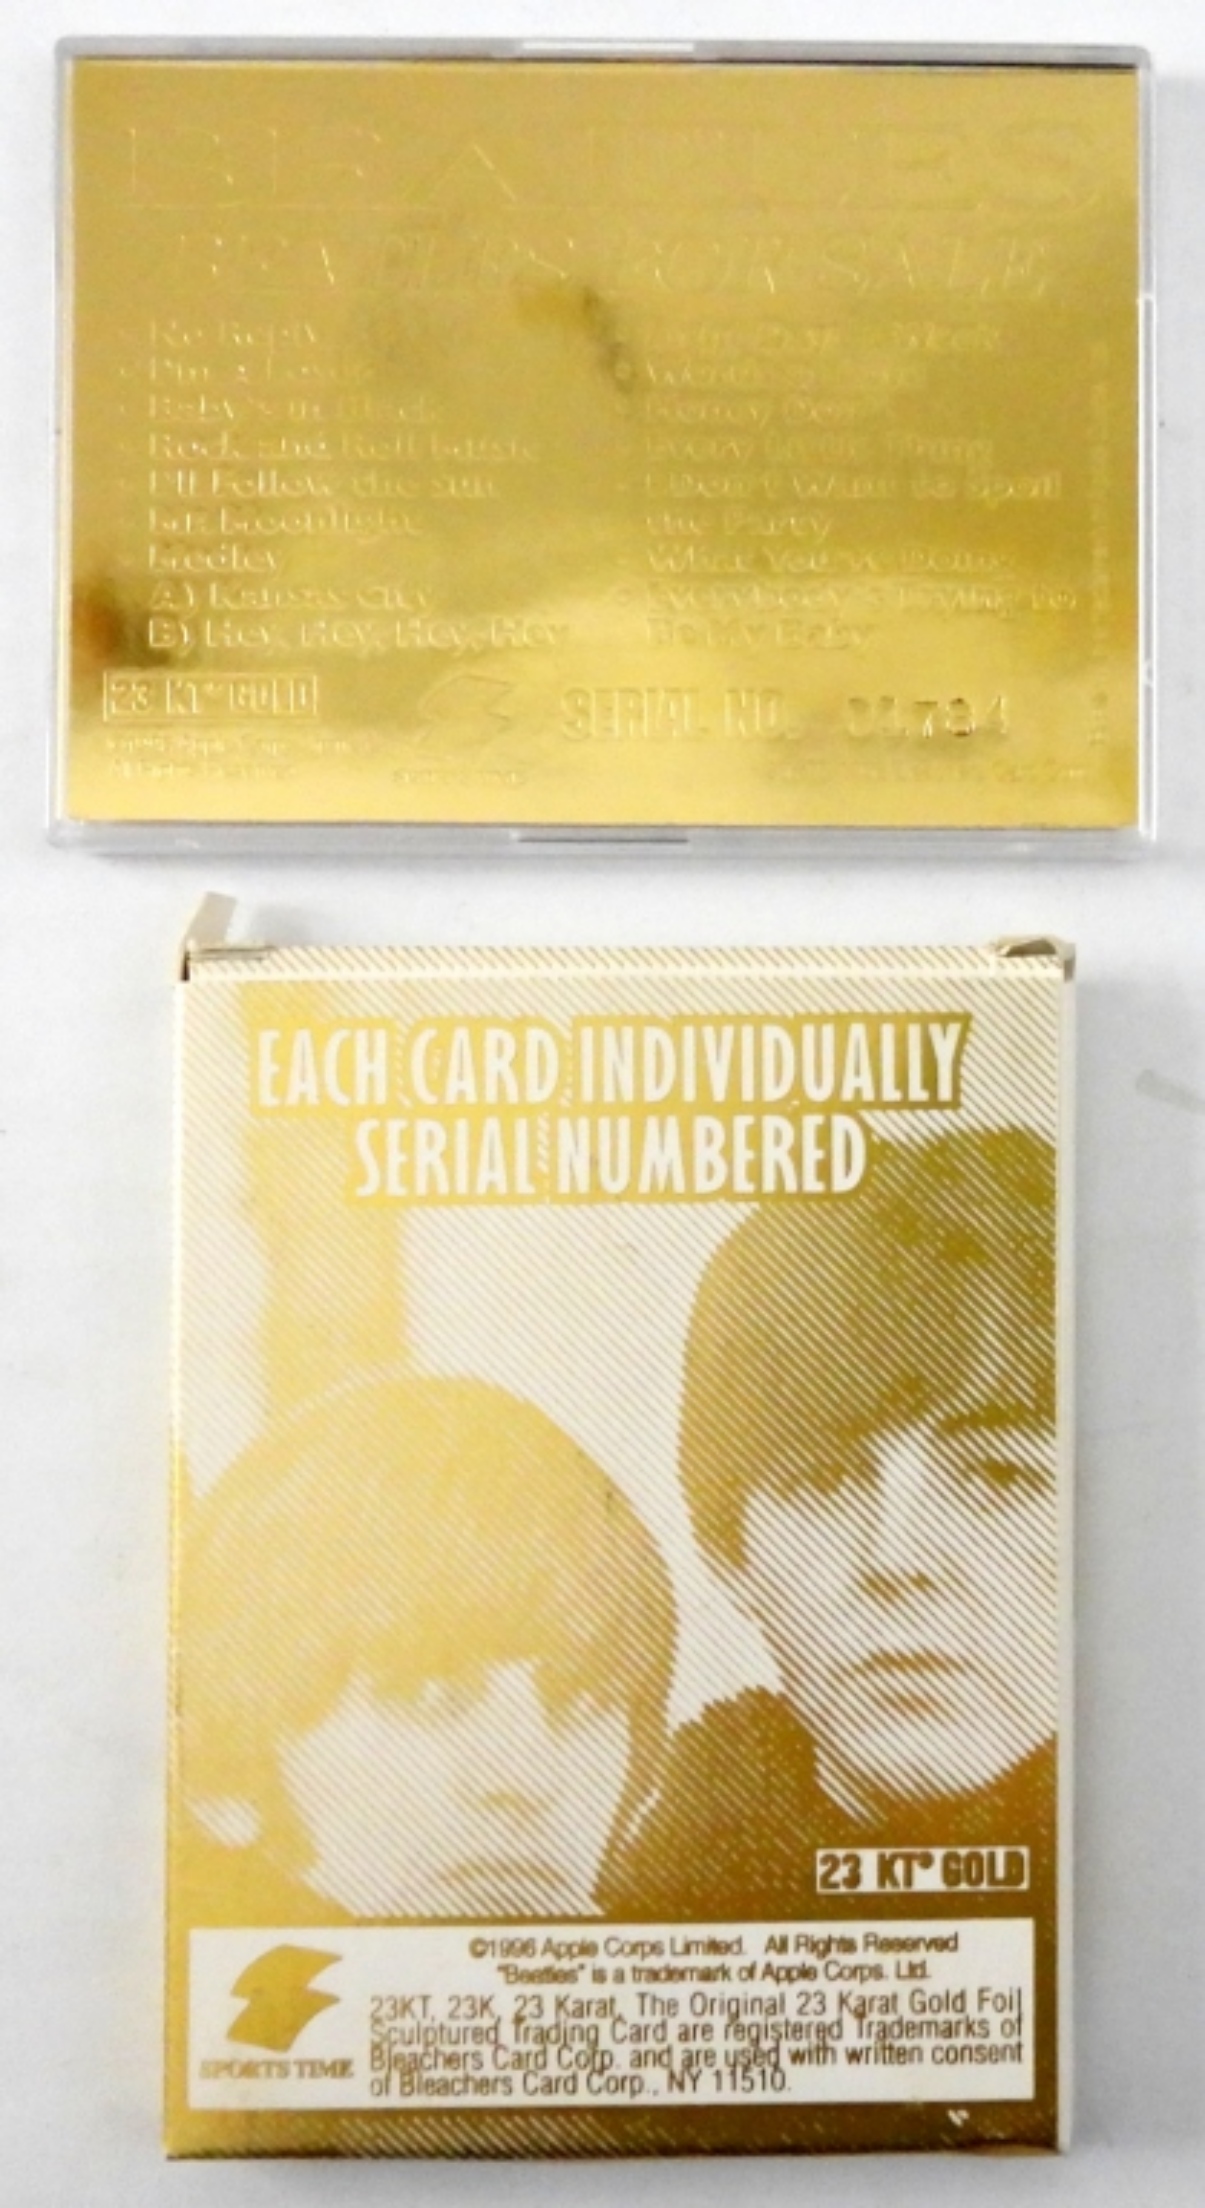 BEATLES
BEATLES FOR SALE
• No Reply
• I'm a Loser
• Baby's in Black
• Rock and Roll Music
• I'll Follow the Sun
• Mr. Moonlight
• Medley
A) Kansas City
B) Hey, Hey, Hey, Hey
Week
• Honey Don't
• Every Little Thing
• I Don't Want to Spoil
the Party
• What You're Doing
• Everybody's Trying to
Be My Baby
23 KT® GOLD
SERIAL NO.
SPORTS TIME
EACH CARD INDIVIDUALLY
SERIAL NUMBERED
23 KT® GOLD
©1996 Apple Corps Limited. All Rights Reserved
"Beatles" is a trademark of Apple Corps. Ltd.
23KT, 23K, 23 Karat, The Original 23 Karat Gold Foil
Sculptured Trading Card are registered Trademarks of
Bleachers Card Corp. and are used with written consent
of Bleachers Card Corp., NY 11510.
SPORTS TIME